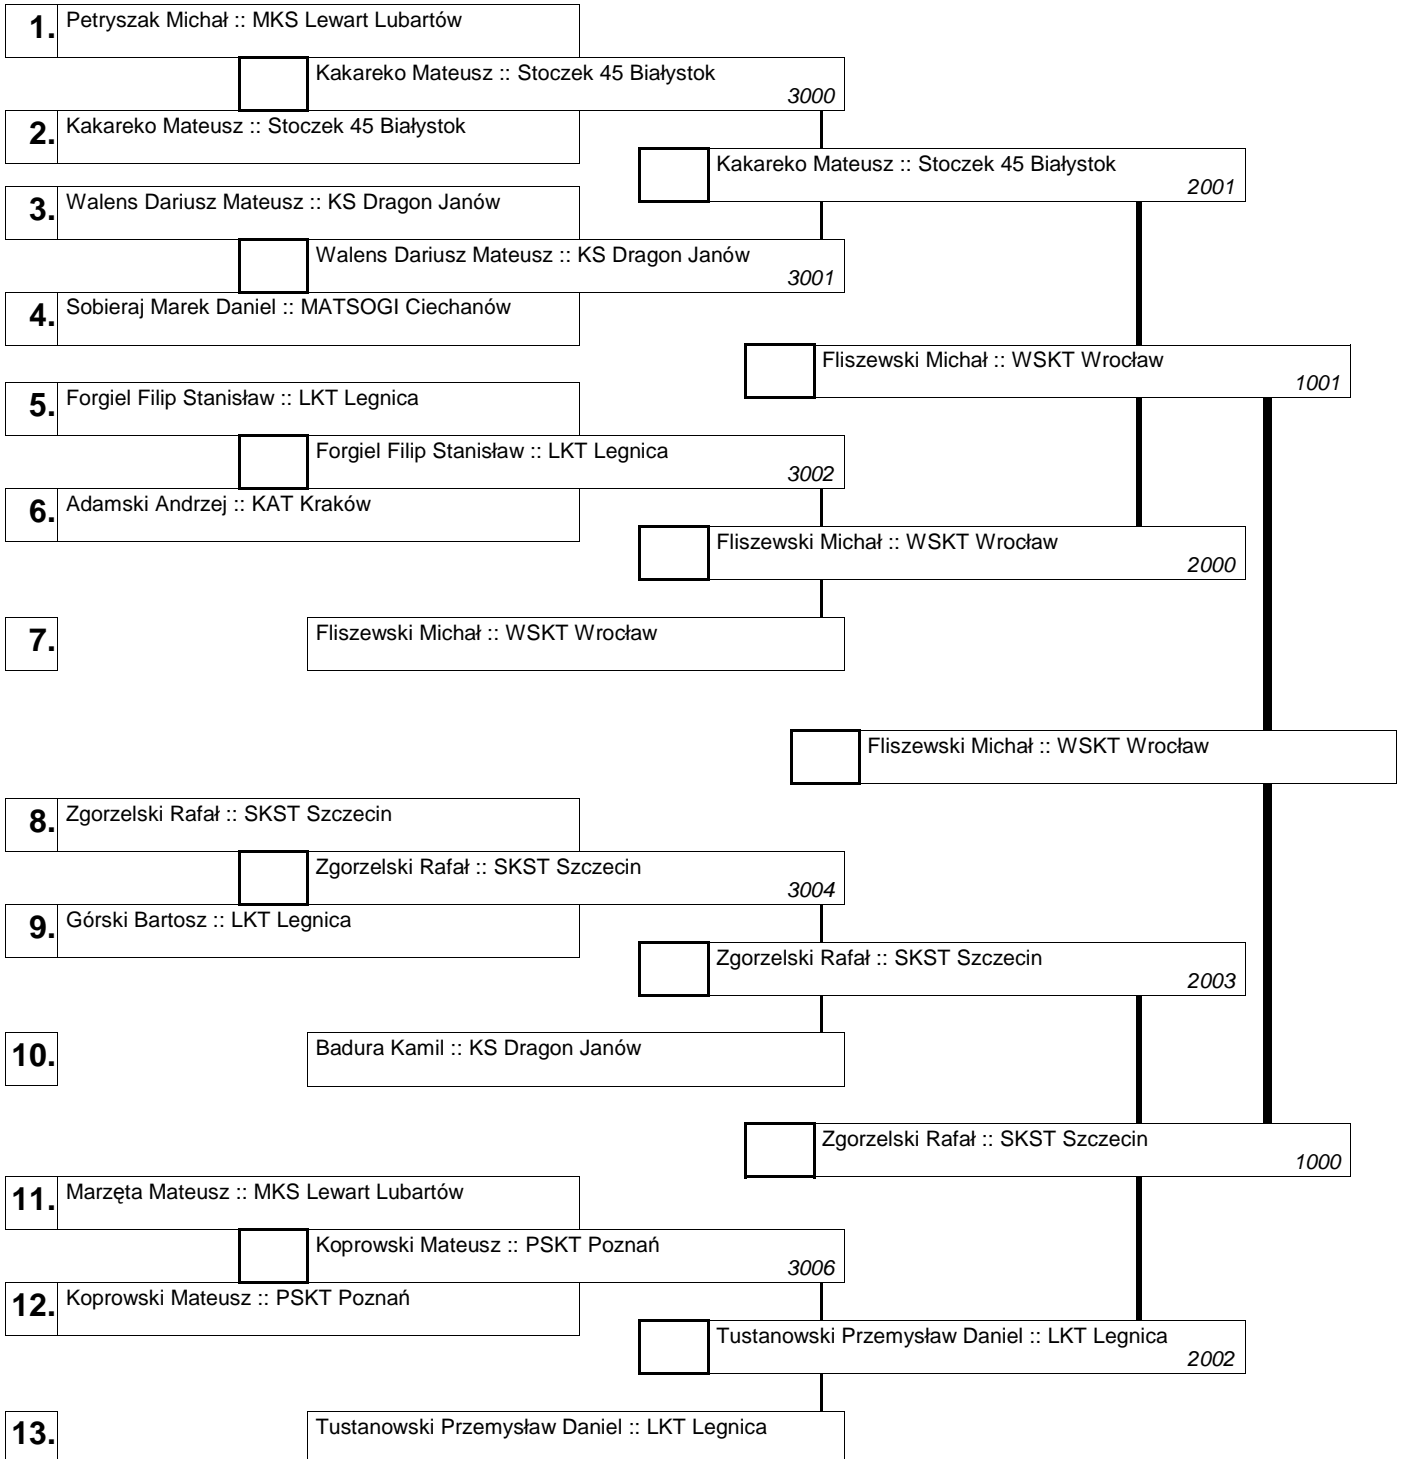 1. Petryszak Michał :: MKS Lewart Lubartów
Kakareko Mateusz :: Stoczek 45 Białystok
3000
2. Kakareko Mateusz :: Stoczek 45 Białystok
Kakareko Mateusz :: Stoczek 45 Białystok
2001
3. Walens Dariusz Mateusz :: KS Dragon Janów
Walens Dariusz Mateusz :: KS Dragon Janów
3001
4. Sobieraj Marek Daniel :: MATSOGI Ciechanów
Fliszewski Michał :: WSKT Wrocław
1001
5. Forgiel Filip Stanisław :: LKT Legnica
Forgiel Filip Stanisław :: LKT Legnica
3002
6. Adamski Andrzej :: KAT Kraków
Fliszewski Michał :: WSKT Wrocław
2000
7. Fliszewski Michał :: WSKT Wrocław
Fliszewski Michał :: WSKT Wrocław
8. Zgorzelski Rafał :: SKST Szczecin
Zgorzelski Rafał :: SKST Szczecin
3004
9. Górski Bartosz :: LKT Legnica
Zgorzelski Rafał :: SKST Szczecin
2003
10. Badura Kamil :: KS Dragon Janów
Zgorzelski Rafał :: SKST Szczecin
1000
11. Marzęta Mateusz :: MKS Lewart Lubartów
Koprowski Mateusz :: PSKT Poznań
3006
12. Koprowski Mateusz :: PSKT Poznań
Tustanowski Przemysław Daniel :: LKT Legnica
2002
13. Tustanowski Przemysław Daniel :: LKT Legnica